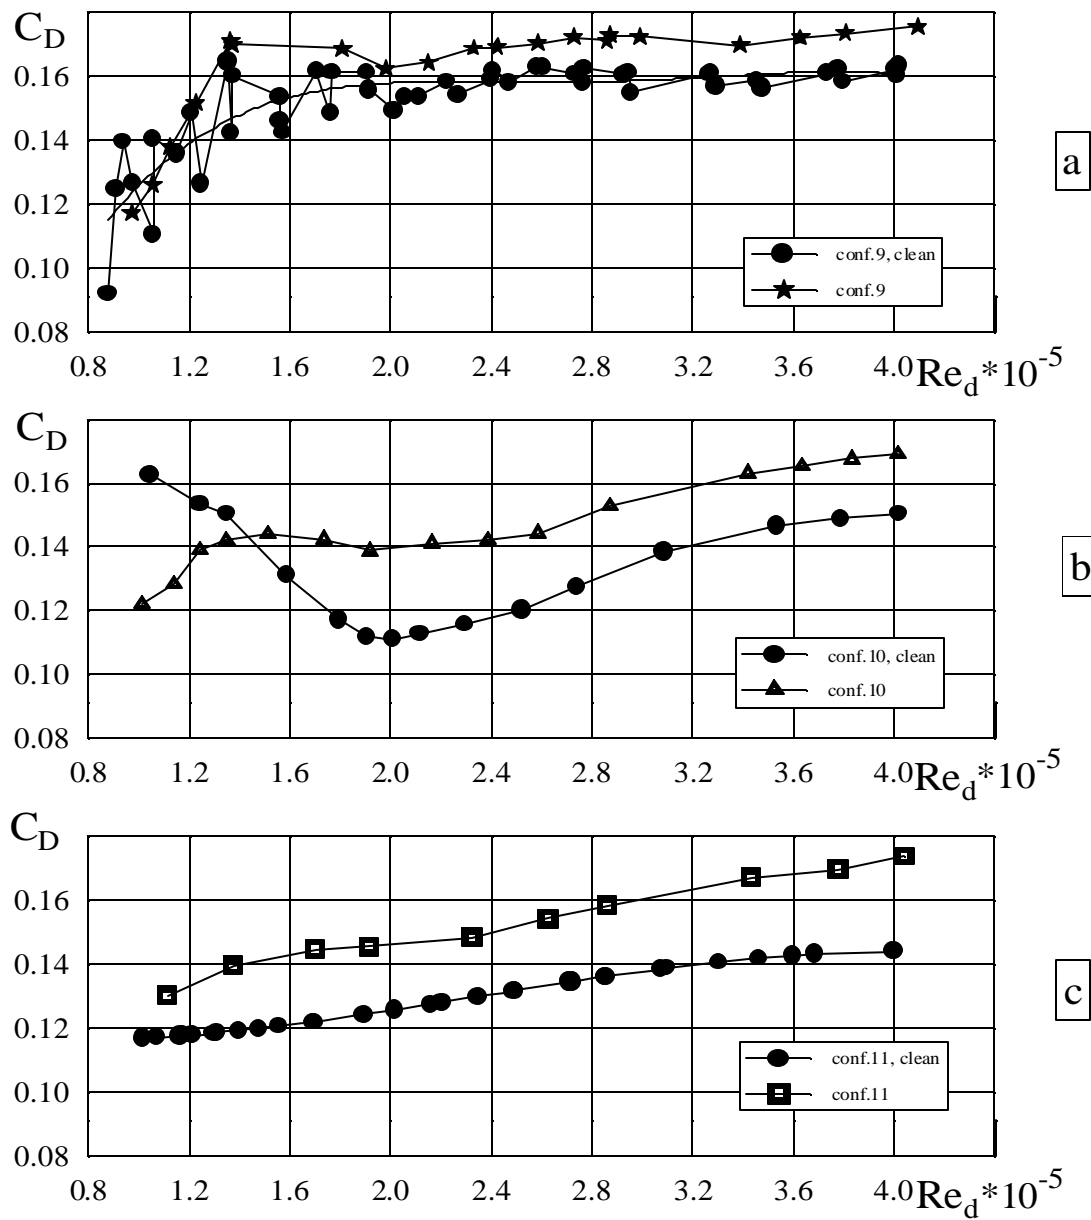 C_D
0.16
0.14
a
0.12
0.10
conf.9, clean
conf.9
0.08
0.8 1.2 1.6 2.0 2.4 2.8 3.2 3.6 4.0 Re_d*10^-5
C_D
0.16
0.14
b
0.12
0.10
conf.10, clean
conf.10
0.08
0.8 1.2 1.6 2.0 2.4 2.8 3.2 3.6 4.0 Re_d*10^-5
C_D
0.16
0.14
c
0.12
0.10
conf.11, clean
conf.11
0.08
0.8 1.2 1.6 2.0 2.4 2.8 3.2 3.6 4.0 Re_d*10^-5